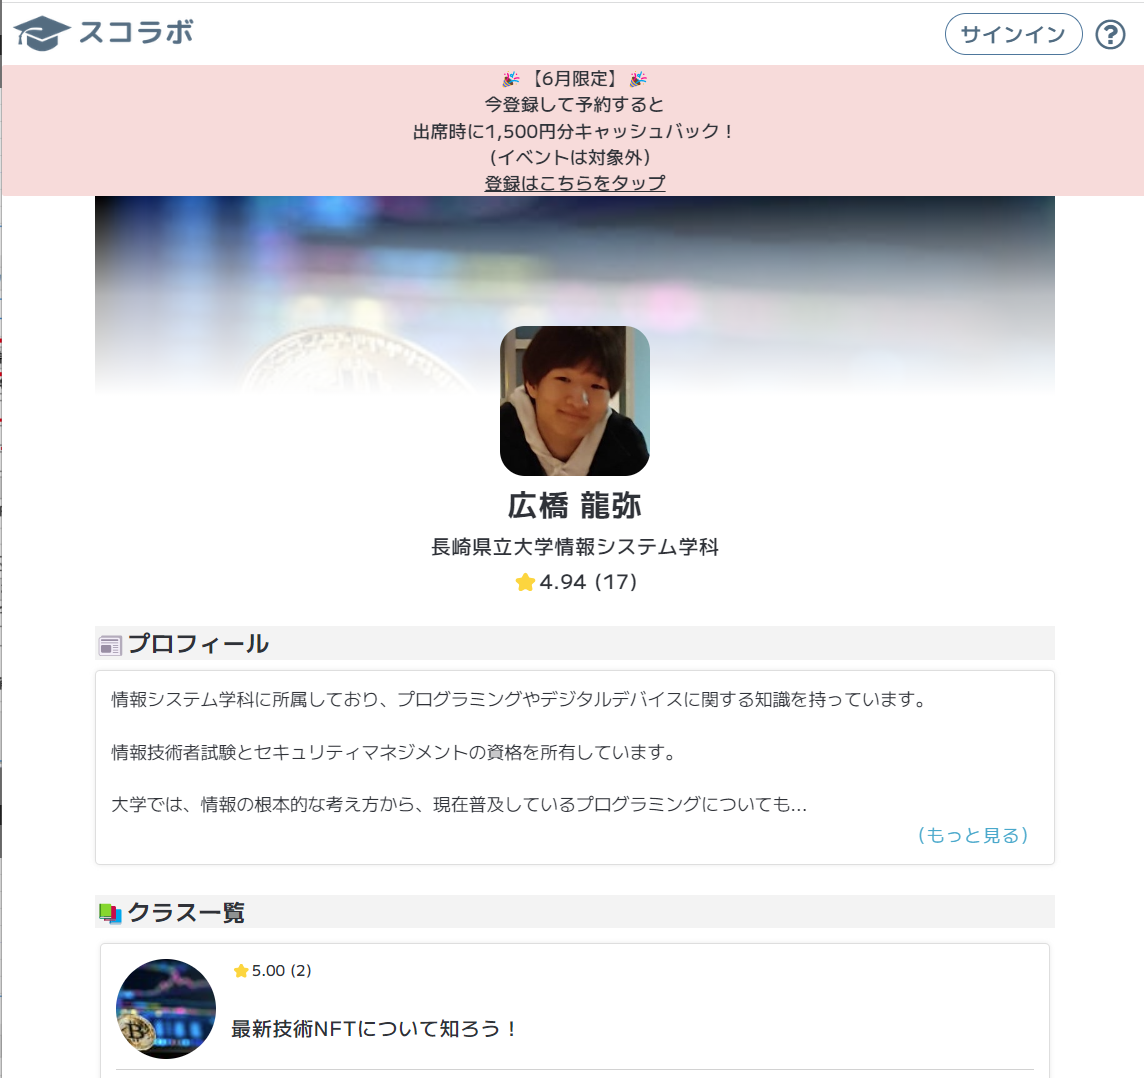 スコラボ
サインイン
?
🎉【6月限定】🎉
今登録して予約すると
出席時に1,500円分キャッシュバック！
(イベントは対象外)
登録はこちらをタップ
広橋 龍弥
長崎県立大学情報システム学科
4.94 (17)
プロフィール
情報システム学科に所属しており、プログラミングやデジタルデバイスに関する知識を持っています。
情報技術者試験とセキュリティマネジメントの資格を所有しています。
大学では、情報の根本的な考え方から、現在普及しているプログラミングについても...
（もっと見る）
クラス一覧
5.00 (2)
最新技術NFTについて知ろう！